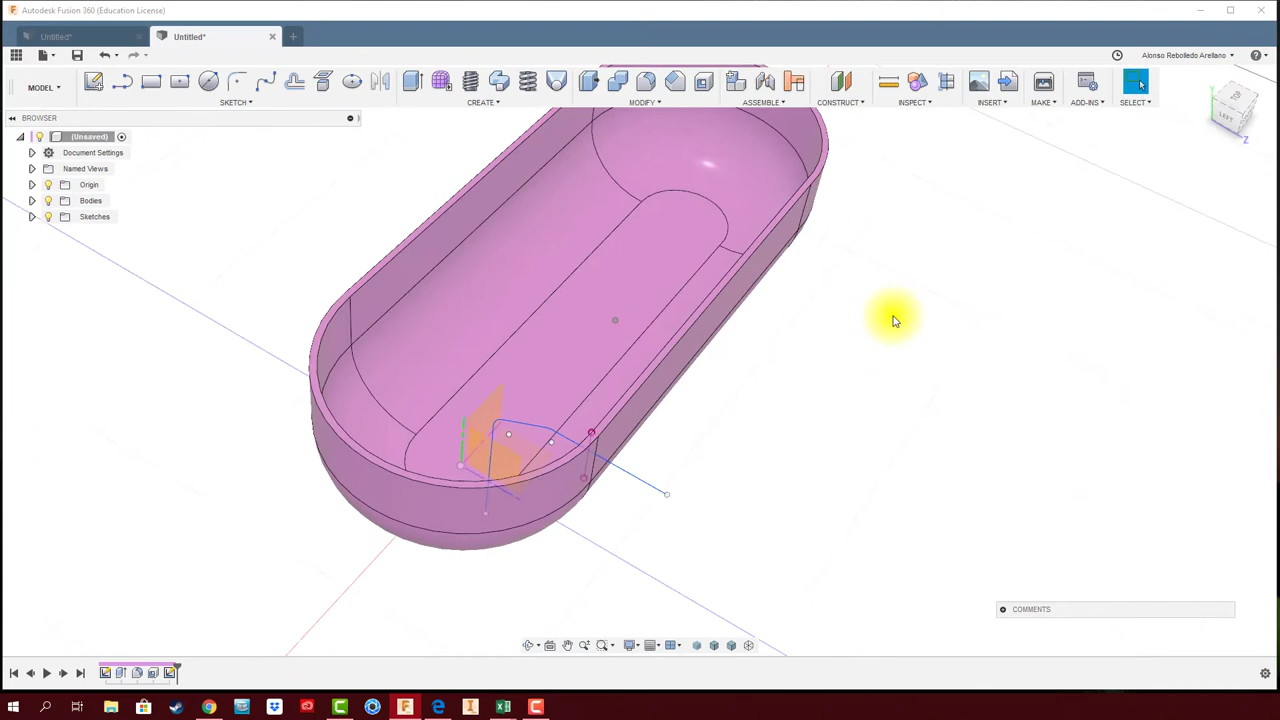 Autodesk Fusion 360 (Education License)
Untitled*
Untitled*
Alonso Rebolledo Arellano
MODEL
SKETCH
CREATE
MODIFY
ASSEMBLE
CONSTRUCT
INSPECT
INSERT
MAKE
ADD-INS
SELECT
BROWSER
(Unsaved)
Document Settings
Named Views
Origin
Bodies
Sketches
LEFT
Z
COMMENTS